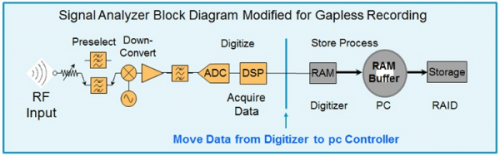 Signal Analyzer Block Diagram Modified for Gapless Recording
Preselect
Down-
Convert
Digitize
Store Process
ADC
DSP
RAM
RAM
Buffer
Storage
RF
Input
Acquire
Data
Digitizer
PC
RAID
Move Data from Digitizer to pc Controller